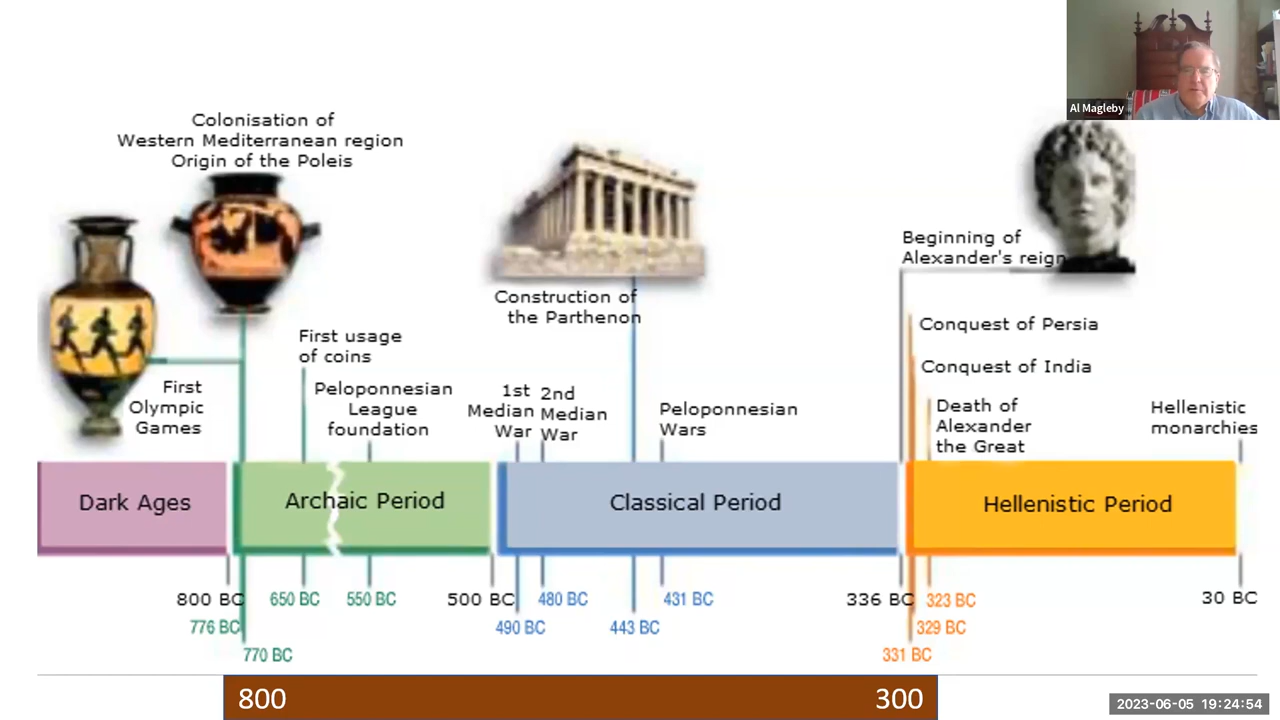 Al Magleby
Colonisation of
Western Mediterranean region
Origin of the Poleis
Beginning of
Alexander's reign
Construction of
the Parthenon
Conquest of Persia
First usage
of coins
Conquest of India
First
Olympic
Games
Peloponnesian
League
foundation
1st
Median
War
2nd
Median
War
Peloponnesian
Wars
Death of
Alexander
the Great
Hellenistic
monarchies
Dark Ages
Archaic Period
Classical Period
Hellenistic Period
800 BC
650 BC
550 BC
500 BC
480 BC
431 BC
336 BC
323 BC
30 BC
776 BC
490 BC
443 BC
329 BC
770 BC
331 BC
800
300
2023-06-05 19:24:54